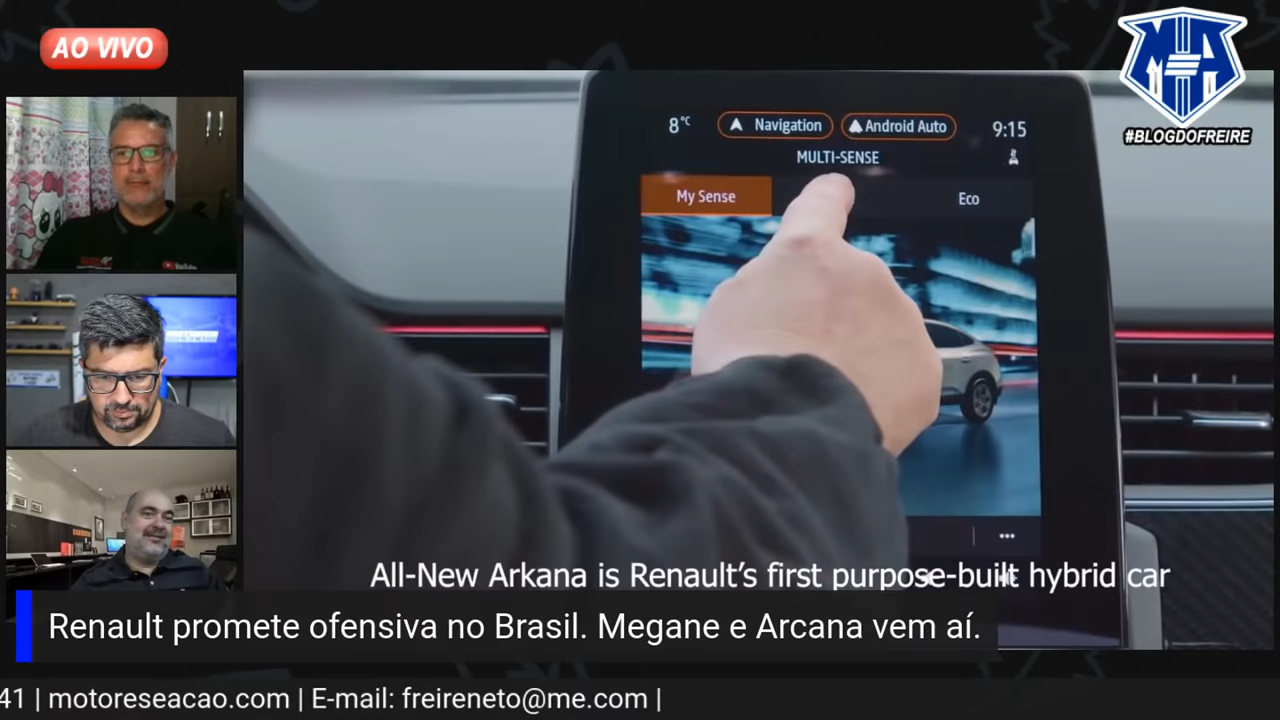 AO VIVO
MA
#BLOGDOFREIRE
8°C
Navigation
Android Auto
9:15
MULTI-SENSE
My Sense
Eco
All-New Arkana is Renault's first purpose-built hybrid car
Renault promete ofensiva no Brasil. Megane e Arcana vem aí.
41 | motoreseacao.com | E-mail: freireneto@me.com |